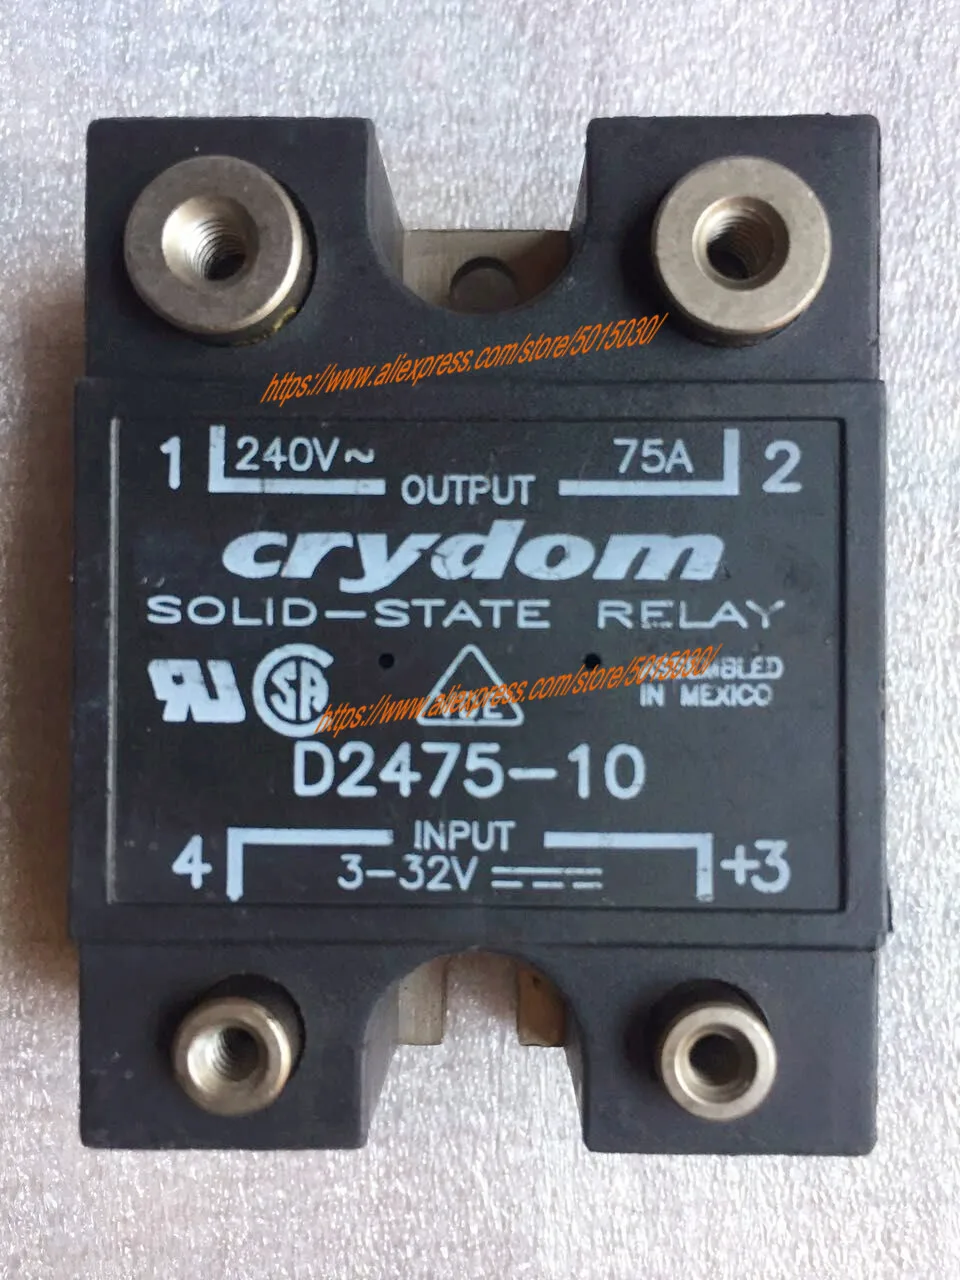 https://www.aliexpress.com/store/5015030/
1 240V~ 75A 2
OUTPUT
crydom
SOLID-STATE RELAY
SA
https://www.aliexpress.com/store/5015030/
IN MEXICO
D2475-10
INPUT
4 3-32V +3